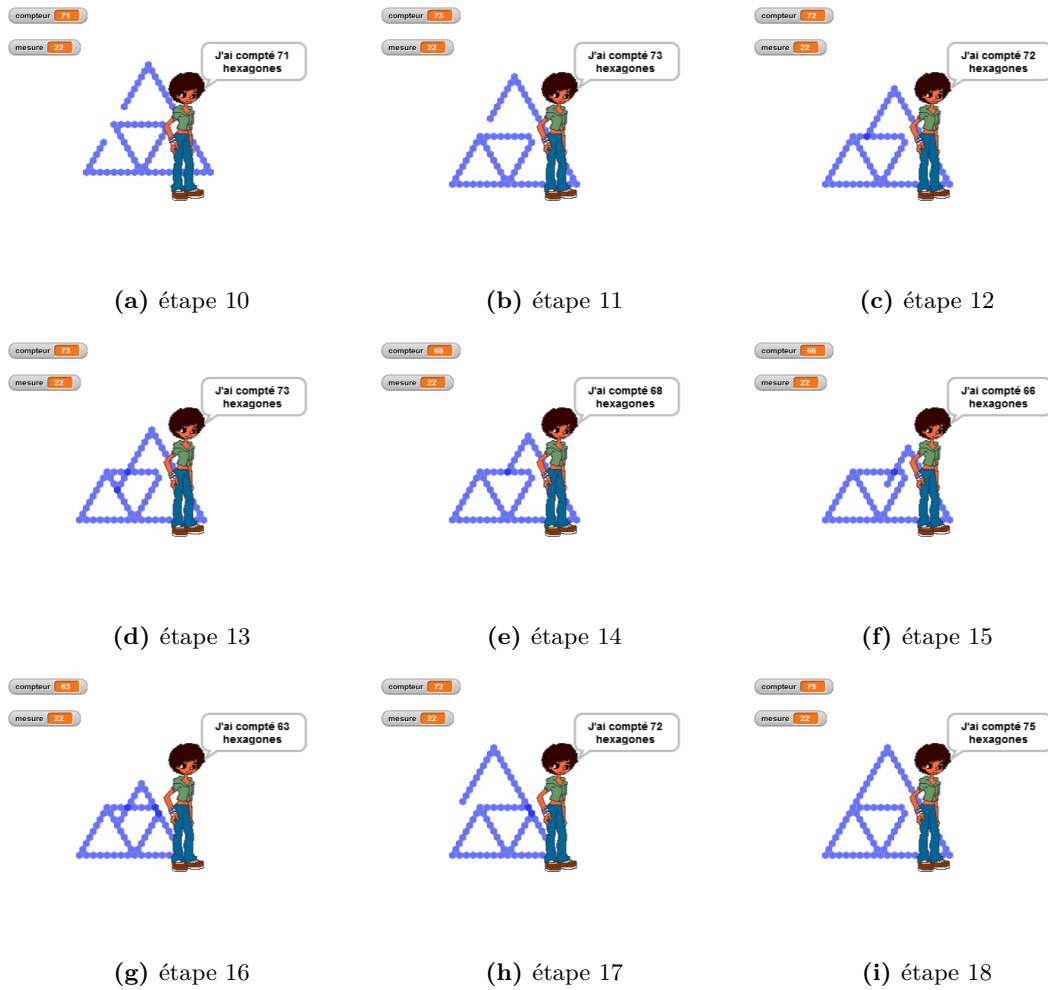 compteur 71
mesure 22
J'ai compté 71
hexagones
compteur 73
mesure 22
J'ai compté 73
hexagones
compteur 72
mesure 22
J'ai compté 72
hexagones
(a) étape 10
(b) étape 11
(c) étape 12
compteur 73
mesure 22
J'ai compté 73
hexagones
compteur 68
mesure 22
J'ai compté 68
hexagones
compteur 66
mesure 22
J'ai compté 66
hexagones
(d) étape 13
(e) étape 14
(f) étape 15
compteur 63
mesure 22
J'ai compté 63
hexagones
compteur 72
mesure 22
J'ai compté 72
hexagones
compteur 75
mesure 22
J'ai compté 75
hexagones
(g) étape 16
(h) étape 17
(i) étape 18